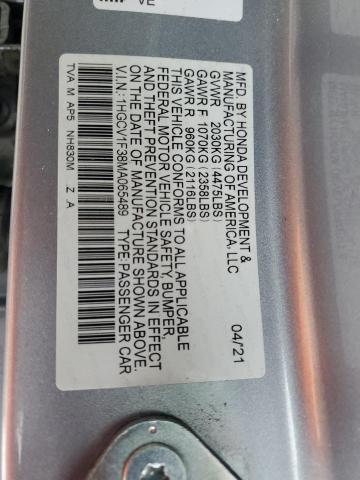 VE
MFD. BY HONDA DEVELOPMENT &
MANUFACTURING OF AMERICA, LLC 04/21
GVWR 2030KG (4475LBS)
GAWR F 1070KG (2358LBS)
GAWR R 960KG (2116LBS)
THIS VEHICLE CONFORMS TO ALL APPLICABLE
FEDERAL MOTOR VEHICLE SAFETY, BUMPER,
AND THEFT PREVENTION STANDARDS IN EFFECT
ON THE DATE OF MANUFACTURE SHOWN ABOVE.
V.I.N.: 1HGCV1F38MA065489 TYPE:PASSENGER CAR
TVA M AP5 NH830M Z A